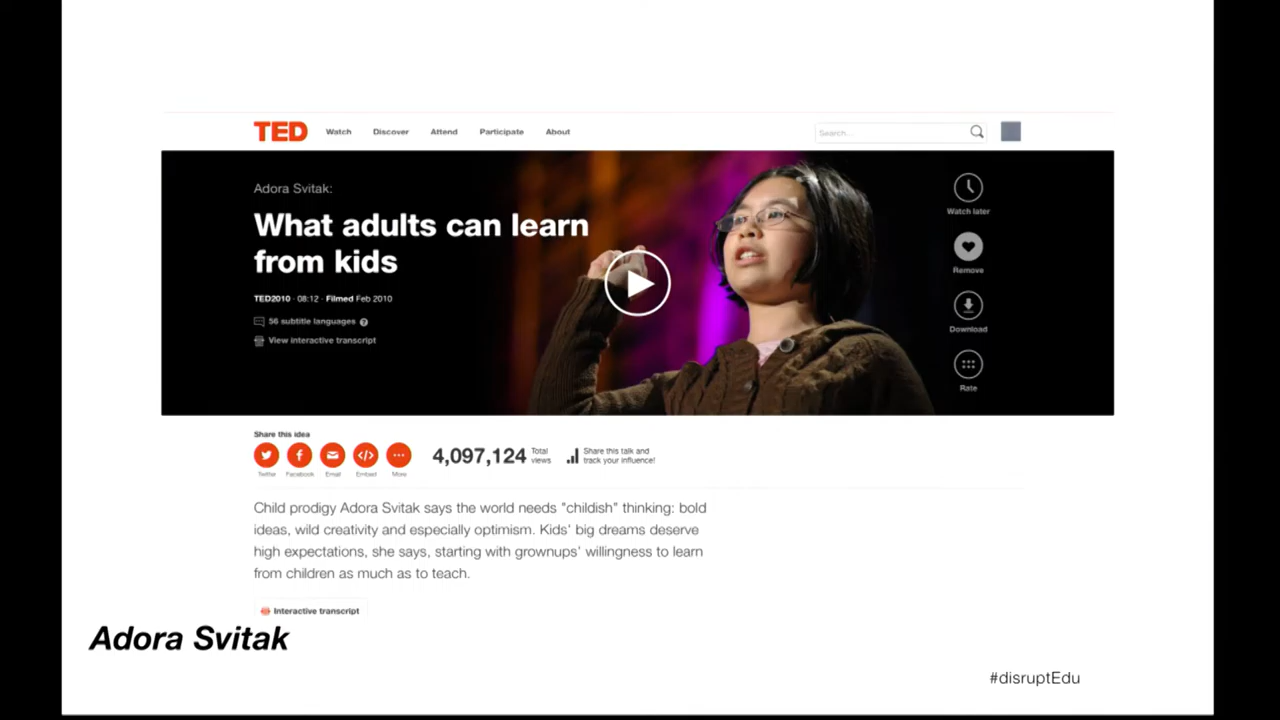 TED Watch Discover Attend Participate About Search...
Adora Svitak:
What adults can learn
from kids
TED2010 · 08:12 · Filmed Feb 2010
56 subtitle languages ?
View interactive transcript
Watch later
Remove
Download
Rate
Share this idea
Twitter Facebook Email Embed More
4,097,124 Total views
Share this talk and
track your influence!
Child prodigy Adora Svitak says the world needs "childish" thinking: bold
ideas, wild creativity and especially optimism. Kids' big dreams deserve
high expectations, she says, starting with grownups' willingness to learn
from children as much as to teach.
Interactive transcript
Adora Svitak
#disruptEdu